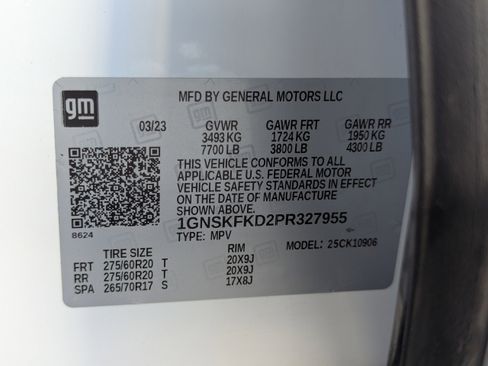 gm
MFD BY GENERAL MOTORS LLC
03/23 GVWR GAWR FRT GAWR RR
3493 KG 1724 KG 1950 KG
7700 LB 3800 LB 4300 LB
THIS VEHICLE CONFORMS TO ALL
APPLICABLE U.S. FEDERAL MOTOR
VEHICLE SAFETY STANDARDS IN EFFECT
ON THE DATE OF MANUFACTURE
SHOWN ABOVE.
1GNSKFKD2PR327955
8624
TYPE: MPV MODEL: 25CK10906
TIRE SIZE RIM
FRT 275/60R20 T 20X9J
RR 275/60R20 T 20X9J
SPA 265/70R17 S 17X8J